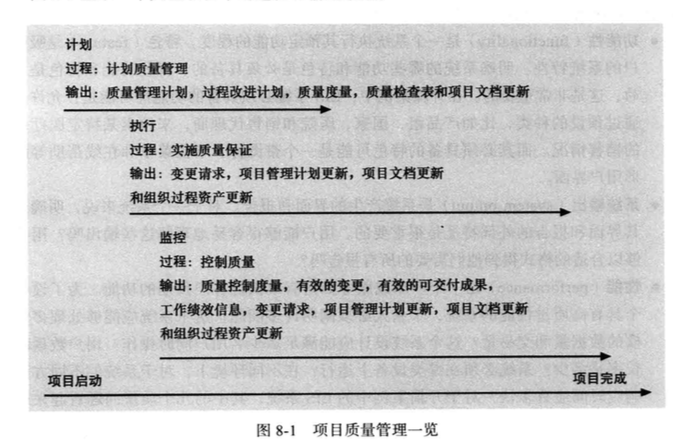 计划
过程：计划质量管理
输出：质量管理计划，过程改进计划，质量度量，质量检查表和项目文档更新
执行
过程：实施质量保证
输出：变更请求，项目管理计划更新，项目文档更新
和组织过程资产更新
监控
过程：控制质量
输出：质量控制度量，有效的变更，有效的可交付成果，
工作绩效信息，变更请求，项目管理计划更新，项目文档更新
和组织过程资产更新
项目启动
项目完成
图 8-1 项目质量管理一览